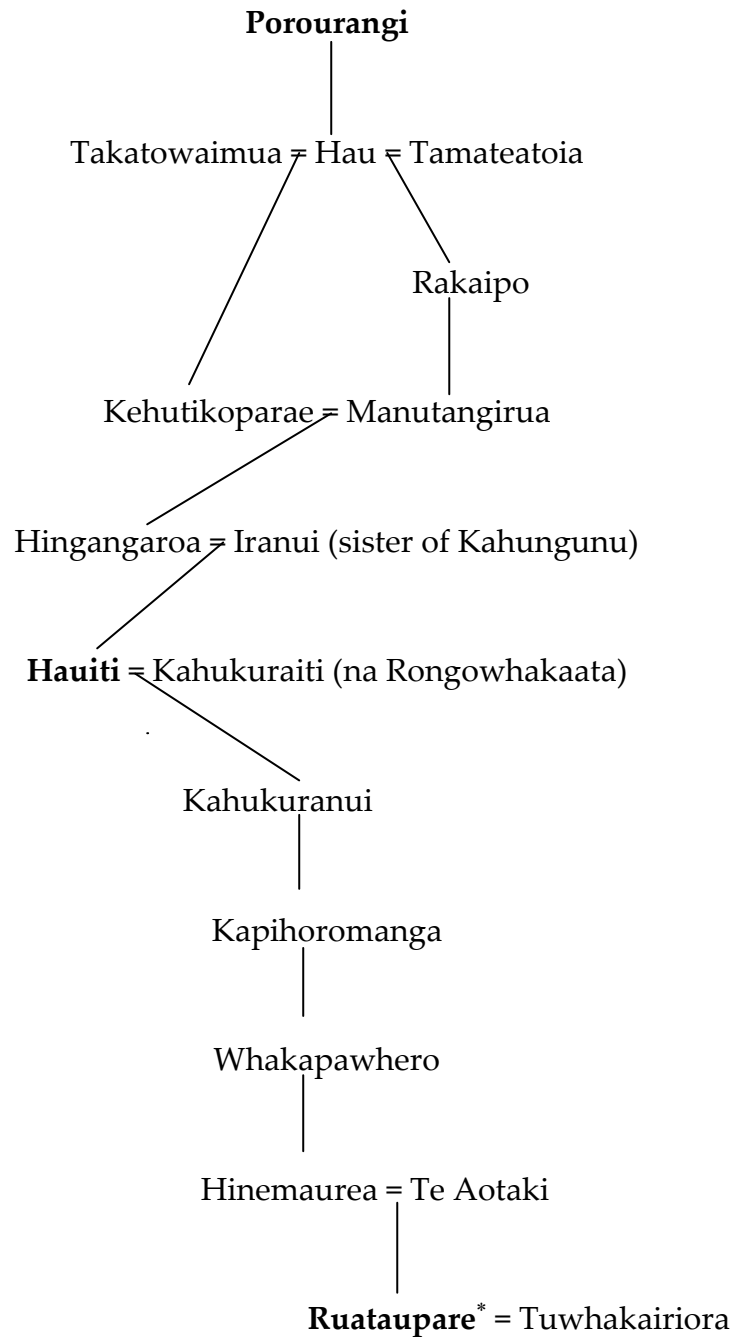 Porourangi
Takatowaimua = Hau = Tamateatoia
Rakaipo
Kehutikoparae = Manutangirua
Hingangaroa = Iranui (sister of Kahungunu)
Hauiti = Kahukuraiti (na Rongowhakaata)
Kahukuranui
Kapihoromanga
Whakapawhero
Hinemaurea = Te Aotaki
Ruataupare* = Tuwhakairiora